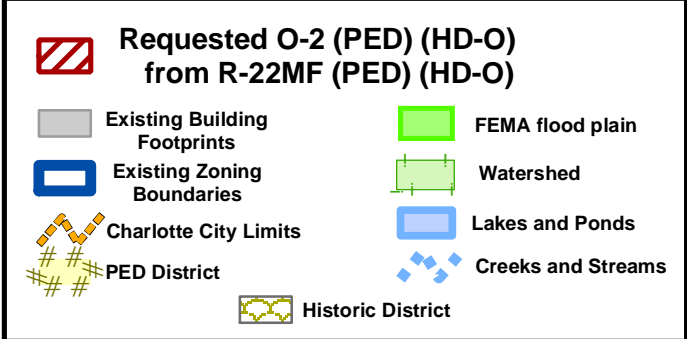 Requested O-2 (PED) (HD-O)
from R-22MF (PED) (HD-O)
Existing Building
Footprints
Existing Zoning
Boundaries
Charlotte City Limits
PED District
FEMA flood plain
Watershed
Lakes and Ponds
Creeks and Streams
Historic District